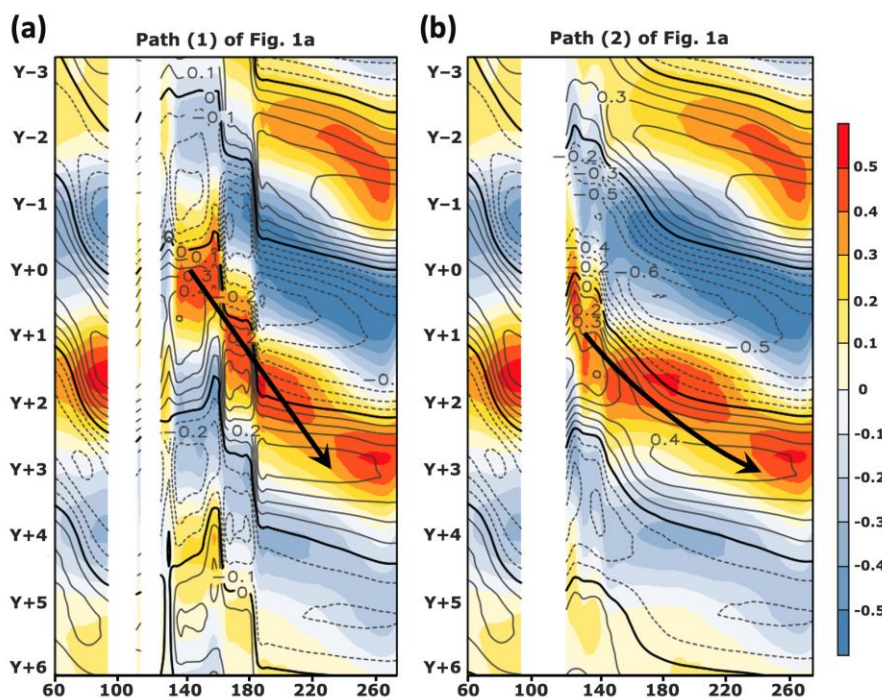 (a)
Path (1) of Fig. 1a
Y−3
Y−2
Y−1
Y+0
Y+1
Y+2
Y+3
Y+4
Y+5
Y+6
60 100 140 180 220 260
0.1
0
−0.1
−0.2
−0.2
0.2
−0.1
0
(b)
Path (2) of Fig. 1a
Y−3
Y−2
Y−1
Y+0
Y+1
Y+2
Y+3
Y+4
Y+5
Y+6
60 100 140 180 220 260
0.3
−0.2
−0.3
−0.5
−0.4
−0.2
−0.6
−0.5
0.4
0.5
0.4
0.3
0.2
0.1
0
-0.1
-0.2
-0.3
-0.4
-0.5